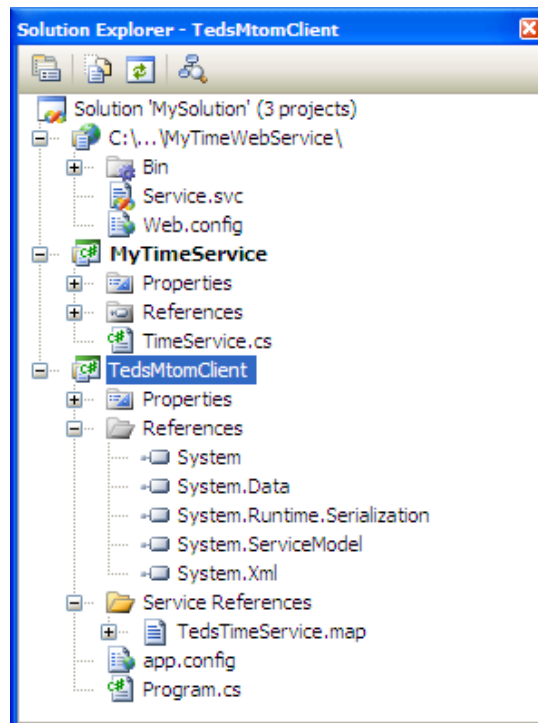 Solution Explorer - TedsMtomClient
Solution 'MySolution' (3 projects)
C:\...\MyTimeWebService\
Bin
Service.svc
Web.config
MyTimeService
Properties
References
TimeService.cs
TedsMtomClient
Properties
References
System
System.Data
System.Runtime.Serialization
System.ServiceModel
System.Xml
Service References
TedsTimeService.map
app.config
Program.cs